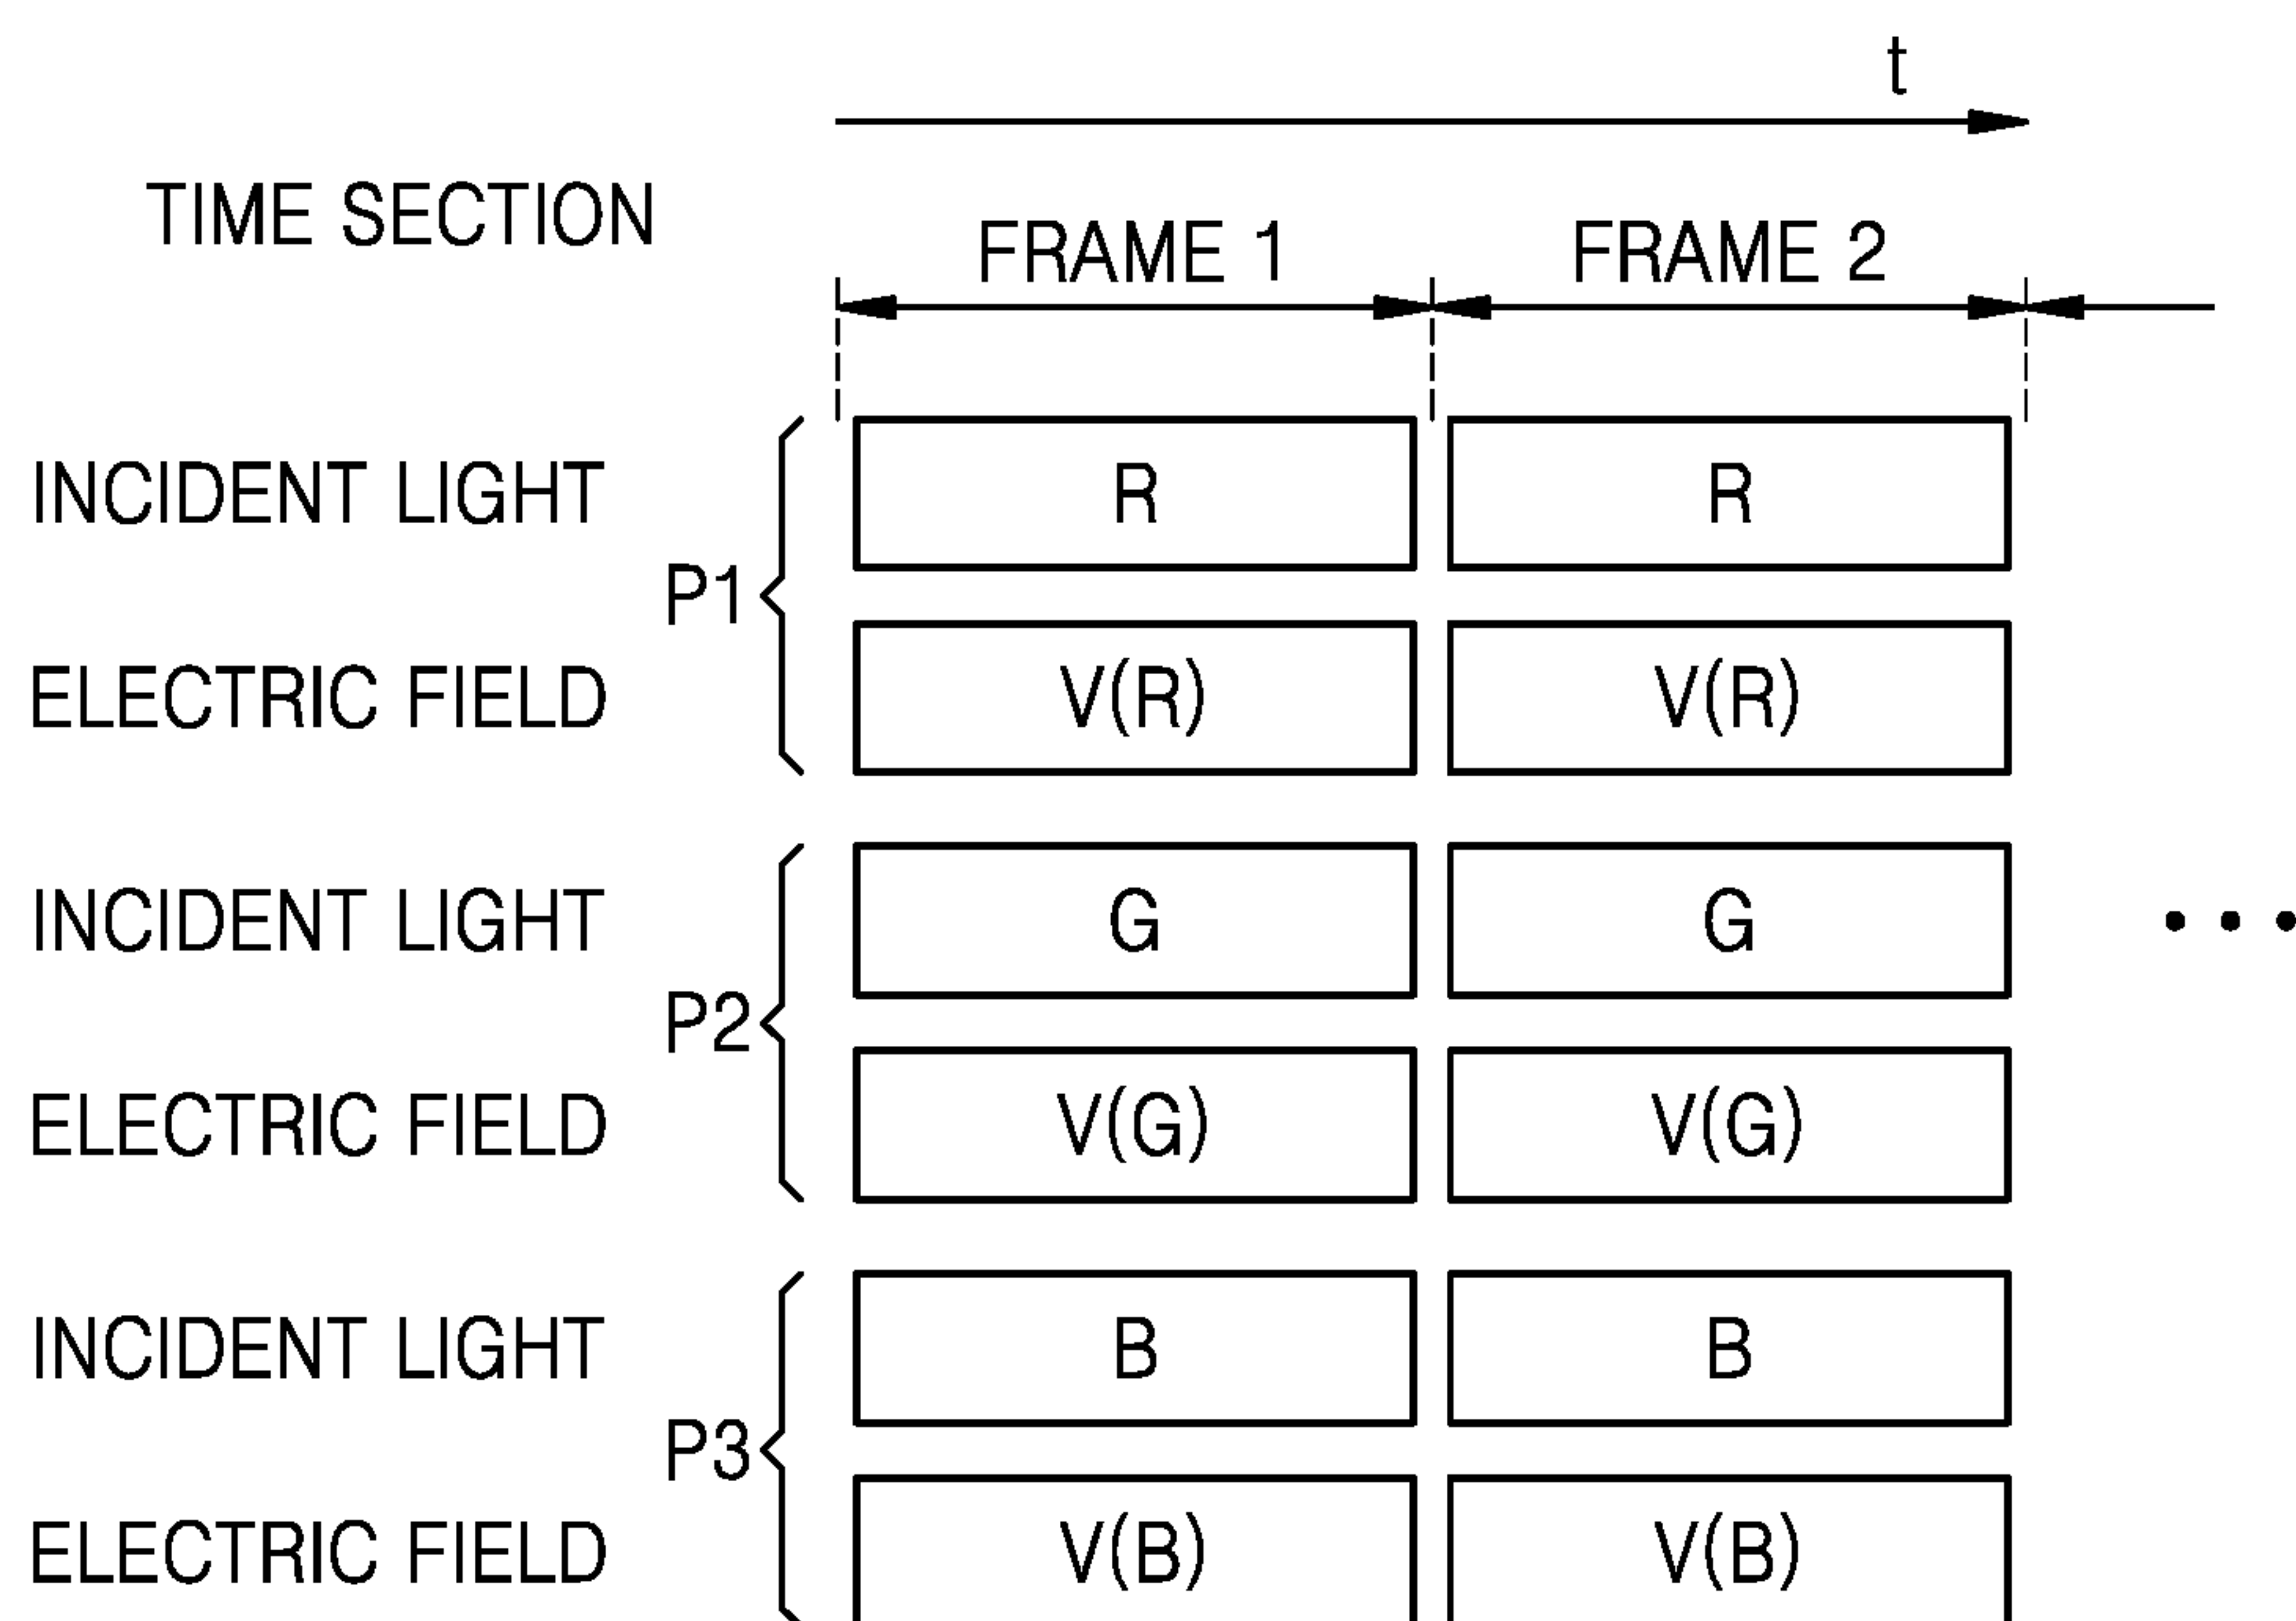 t
TIME SECTION
FRAME 1 FRAME 2
INCIDENT LIGHT R R
P1
ELECTRIC FIELD V(R) V(R)
INCIDENT LIGHT G G
P2
ELECTRIC FIELD V(G) V(G)
INCIDENT LIGHT B B
P3
ELECTRIC FIELD V(B) V(B)